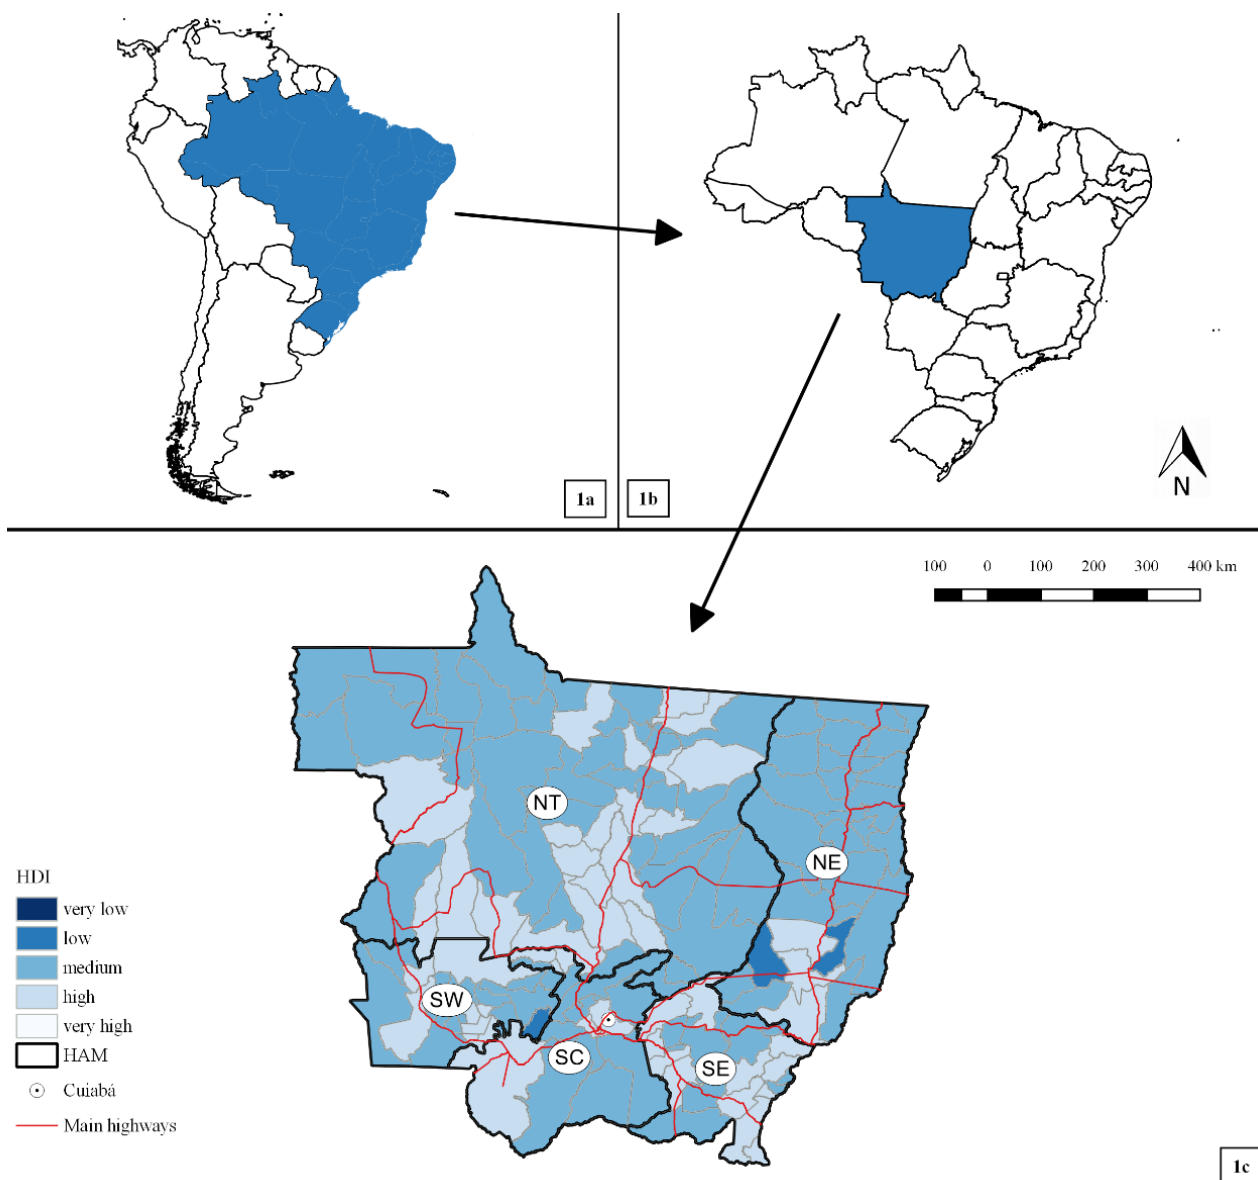 1a
1b
N
100 0 100 200 300 400 km
NT
NE
SW
SC
SE
HDI
very low
low
medium
high
very high
HAM
Cuiabá
Main highways
1c